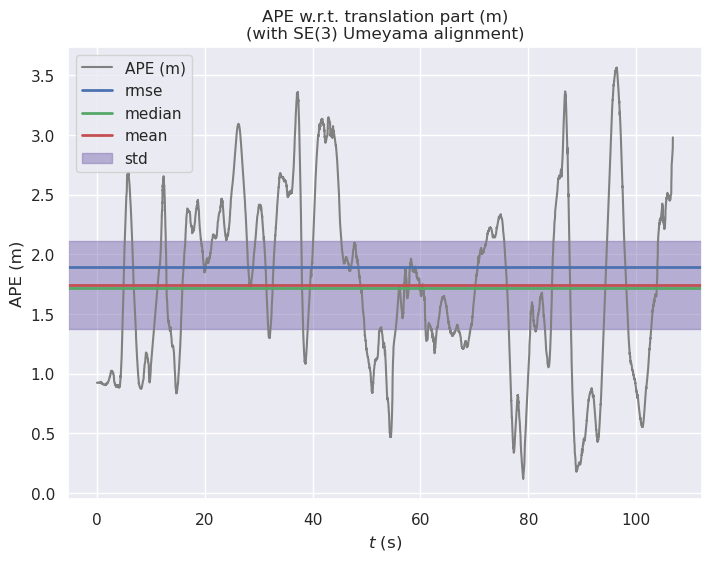 APE w.r.t. translation part (m)
(with SE(3) Umeyama alignment)
APE (m)
rmse
median
mean
std
APE (m)
3.5
3.0
2.5
2.0
1.5
1.0
0.5
0.0
0
20
40
60
80
100
t (s)